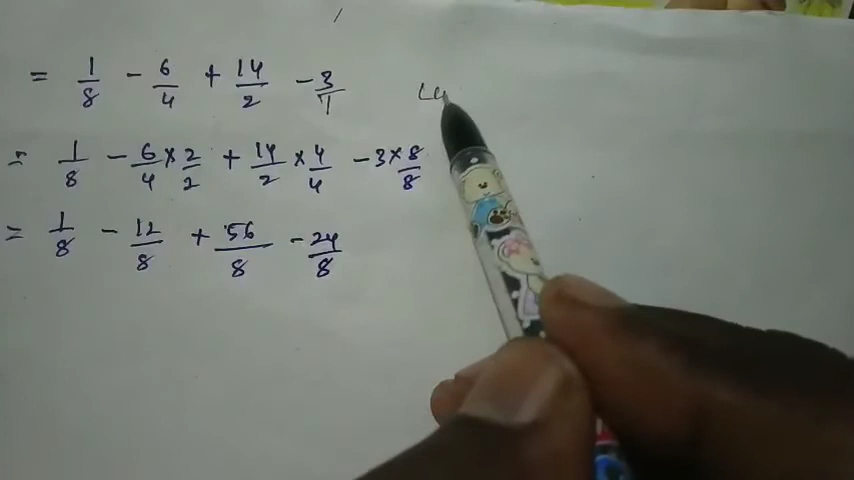 = 1/8 - 6/4 + 14/2 - 3/1
= 1/8 - 6/4 × 2/2 + 14/2 × 4/4 - 3 × 8/8
= 1/8 - 12/8 + 56/8 - 24/8